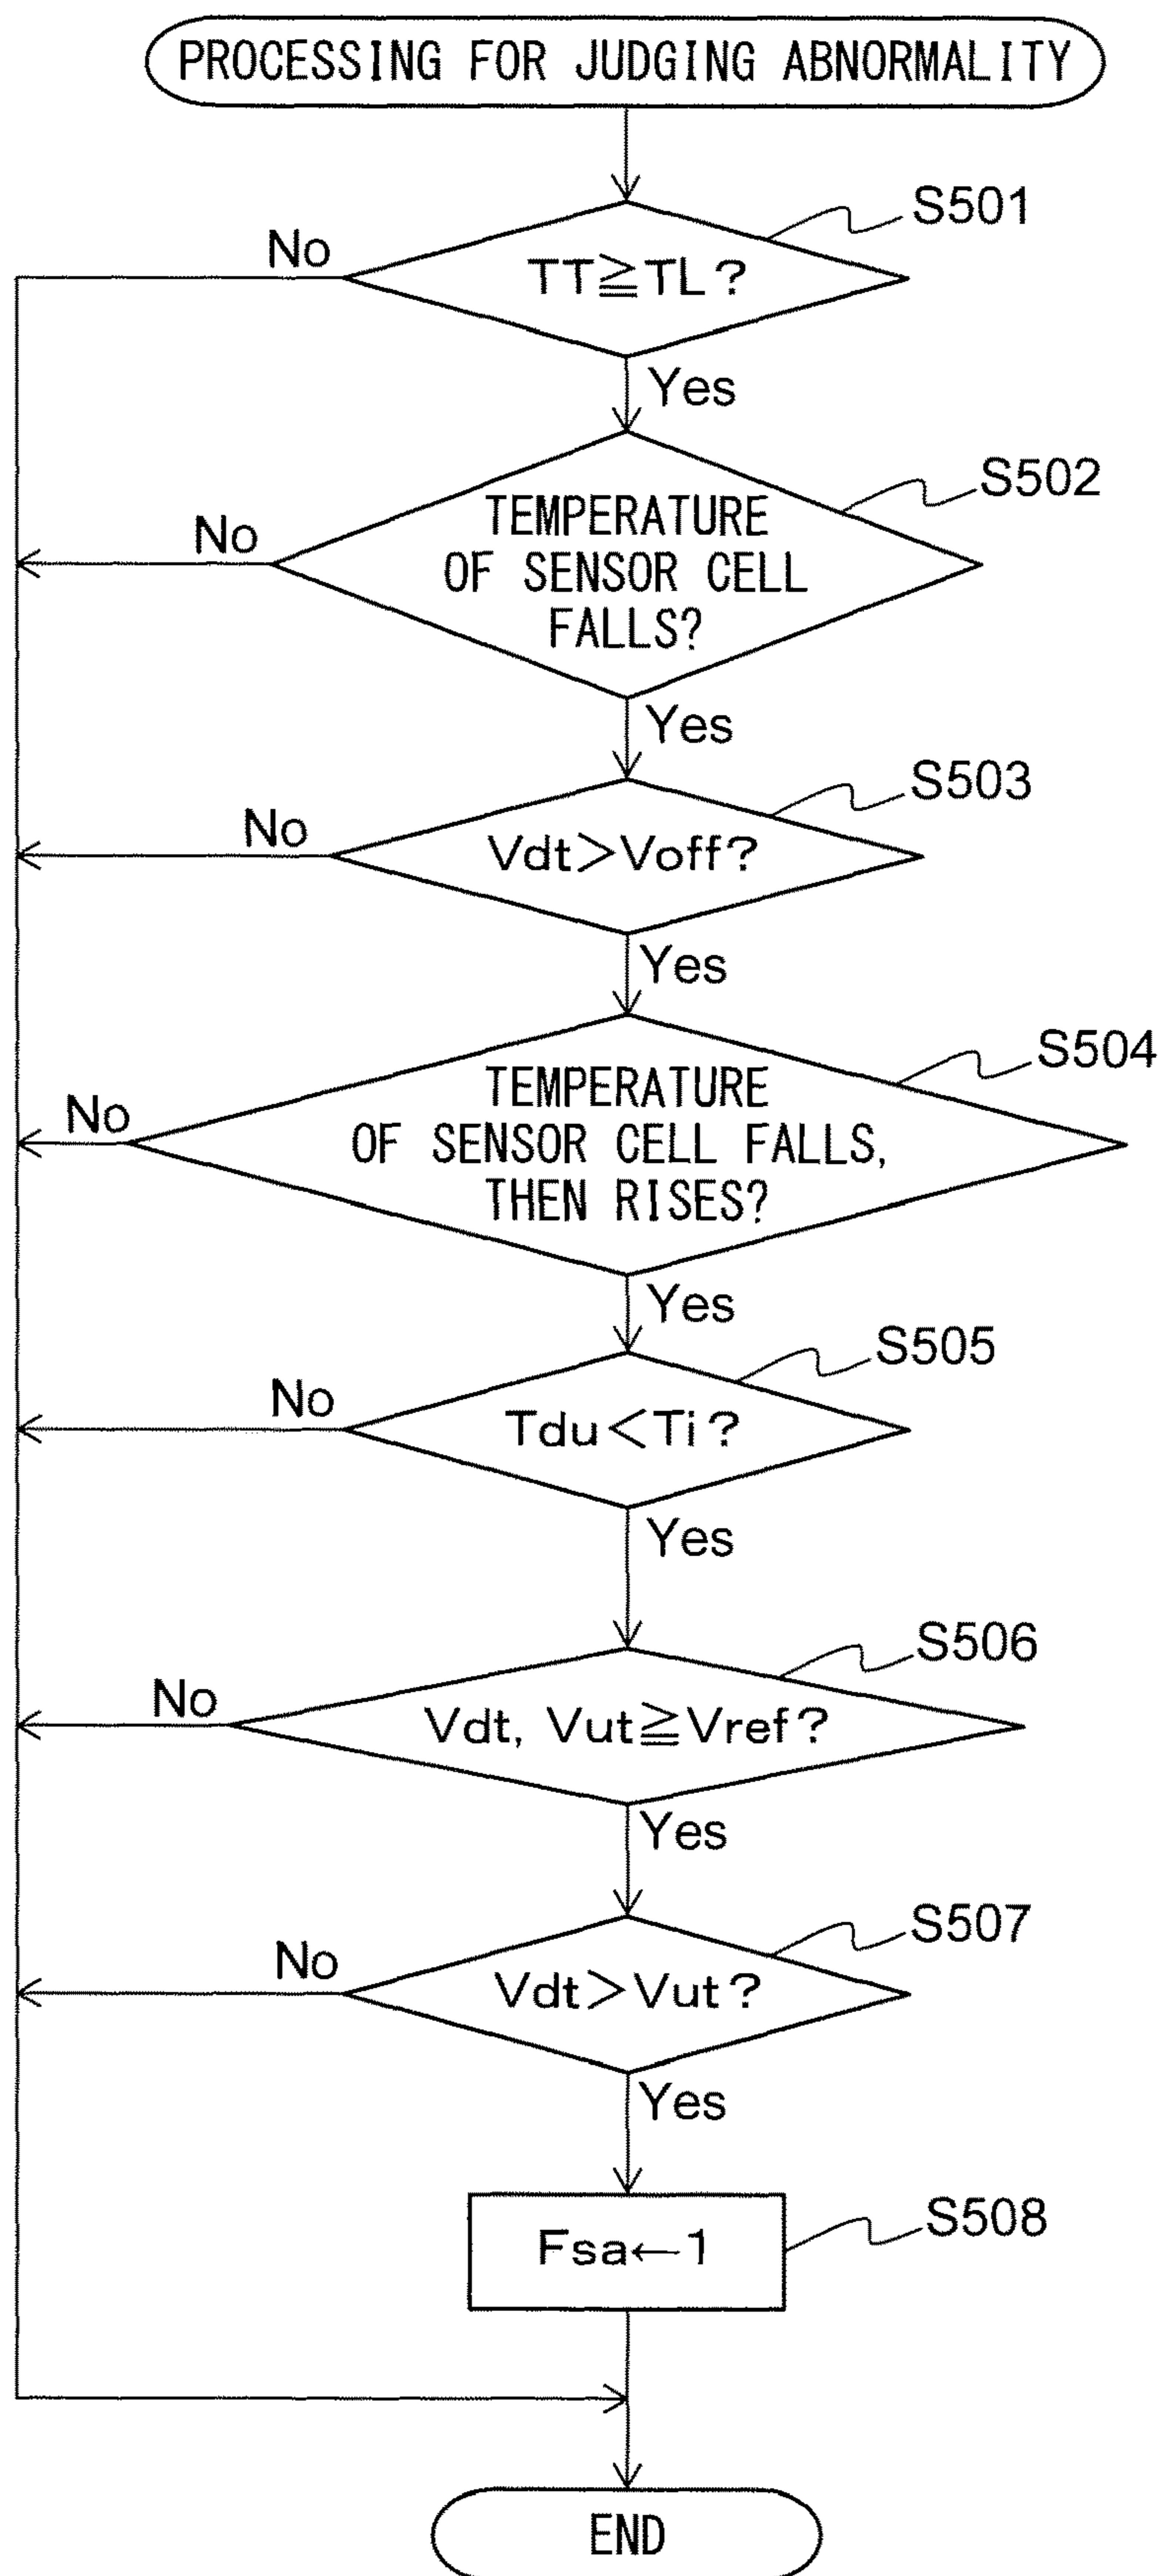 PROCESSING FOR JUDGING ABNORMALITY
S501
No
TT≧TL?
Yes
S502
No
TEMPERATURE
OF SENSOR CELL
FALLS?
Yes
S503
No
Vdt>Voff?
Yes
S504
No
TEMPERATURE
OF SENSOR CELL FALLS,
THEN RISES?
Yes
S505
No
Tdu<Ti?
Yes
S506
No
Vdt, Vut≧Vref?
Yes
S507
No
Vdt>Vut?
Yes
S508
Fsa←1
END